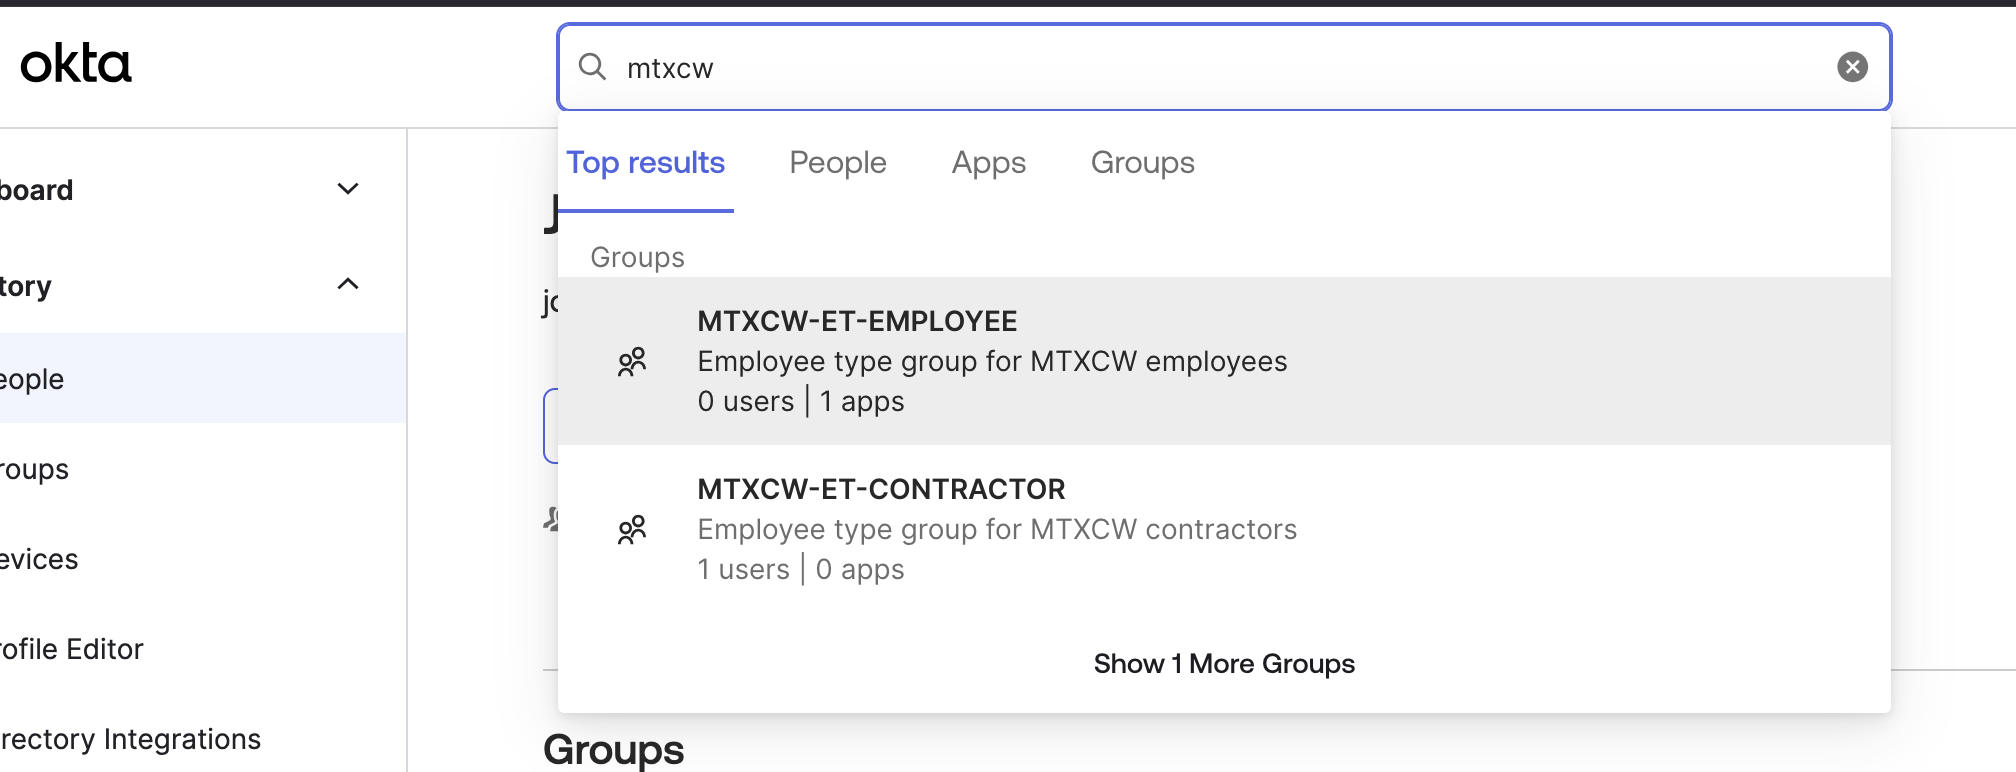 okta
mtxcw
Top results People Apps Groups
board
tory
eople
roups
evices
ofile Editor
rectory Integrations
Groups
MTXCW-ET-EMPLOYEE
Employee type group for MTXCW employees
0 users | 1 apps
MTXCW-ET-CONTRACTOR
Employee type group for MTXCW contractors
1 users | 0 apps
Show 1 More Groups
Groups